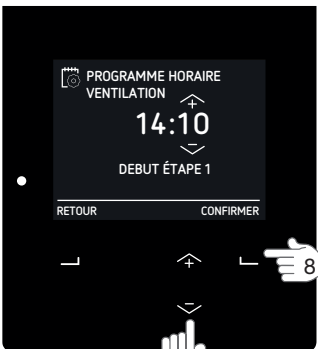 PROGRAMME HORAIRE
VENTILATION
14:10
DEBUT ÉTAPE 1
RETOUR CONFIRMER
8